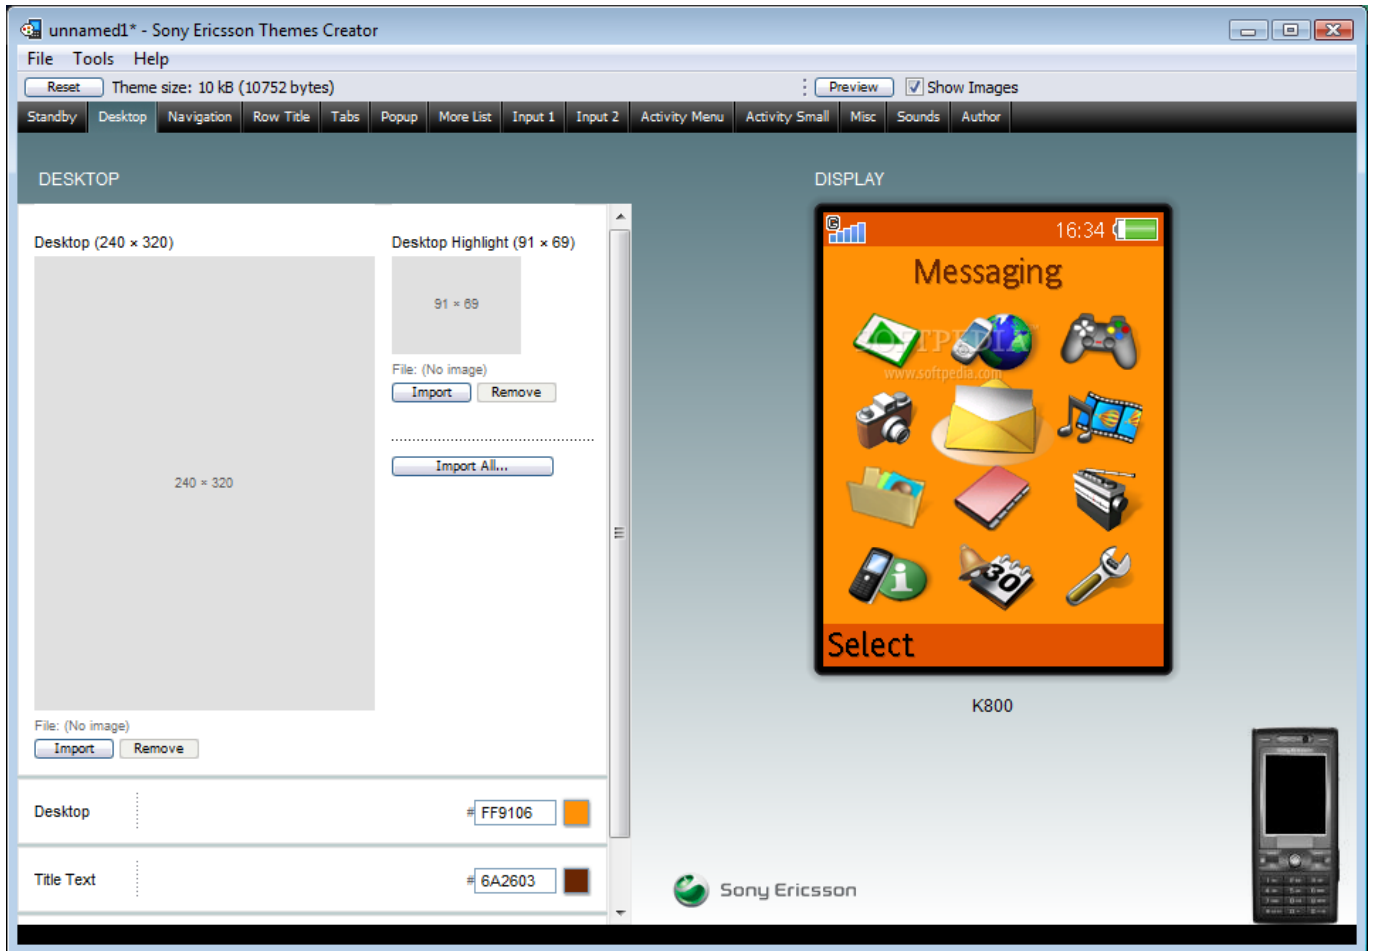 unnamed1* - Sony Ericsson Themes Creator
File Tools Help
Reset Theme size: 10 kB (10752 bytes) Preview Show Images
Standby Desktop Navigation Row Title Tabs Popup More List Input 1 Input 2 Activity Menu Activity Small Misc Sounds Author
DESKTOP
DISPLAY
Desktop (240 × 320)
Desktop Highlight (91 × 69)
91 × 69
File: (No image)
Import Remove
Import All...
240 × 320
File: (No image)
Import Remove
Desktop # FF9106
Title Text # 6A2603
G
16:34
Messaging
SOFTPEDIA
www.softpedia.com
30
i
Select
K800
Sony Ericsson